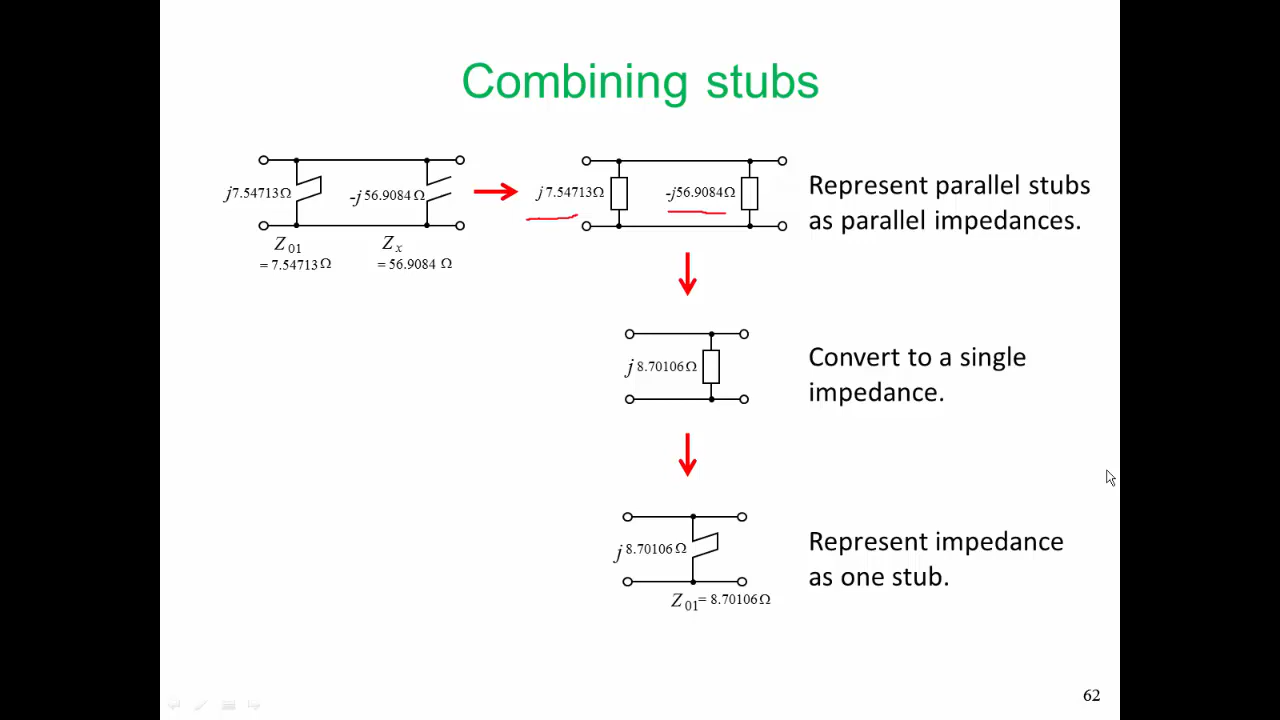 Combining stubs
j7.54713Ω
-j56.9084Ω
Z01
= 7.54713Ω
Zx
= 56.9084 Ω
j7.54713Ω
-j56.9084Ω
Represent parallel stubs
as parallel impedances.
j8.70106Ω
Convert to a single
impedance.
j8.70106Ω
Z01= 8.70106Ω
Represent impedance
as one stub.
62